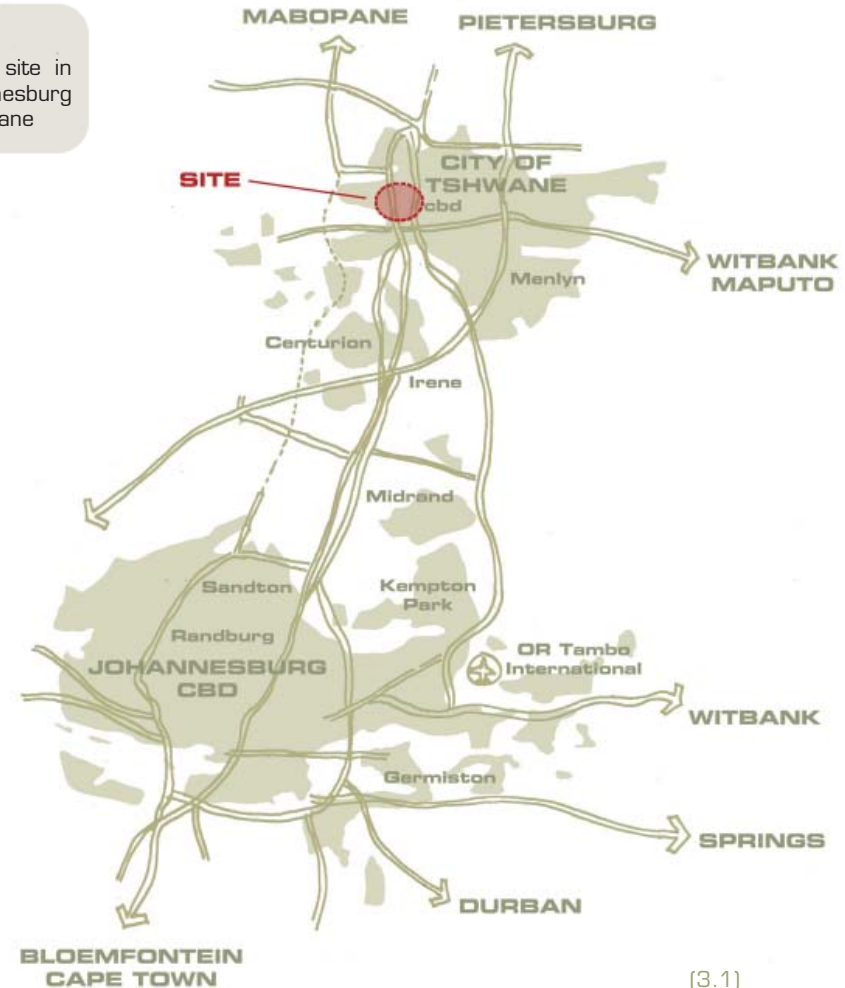 site in
nesburg
ane
MABOPANE
PIETERSBURG
CITY OF
TSHWANE
cbd
SITE
WITBANK
MAPUTO
Menlyn
Centurion
Irene
Midrand
Sandton
Kempton
Park
Randburg
OR Tambo
International
JOHANNESBURG
CBD
WITBANK
Germiston
SPRINGS
DURBAN
BLOEMFONTEIN
CAPE TOWN
(3.1)